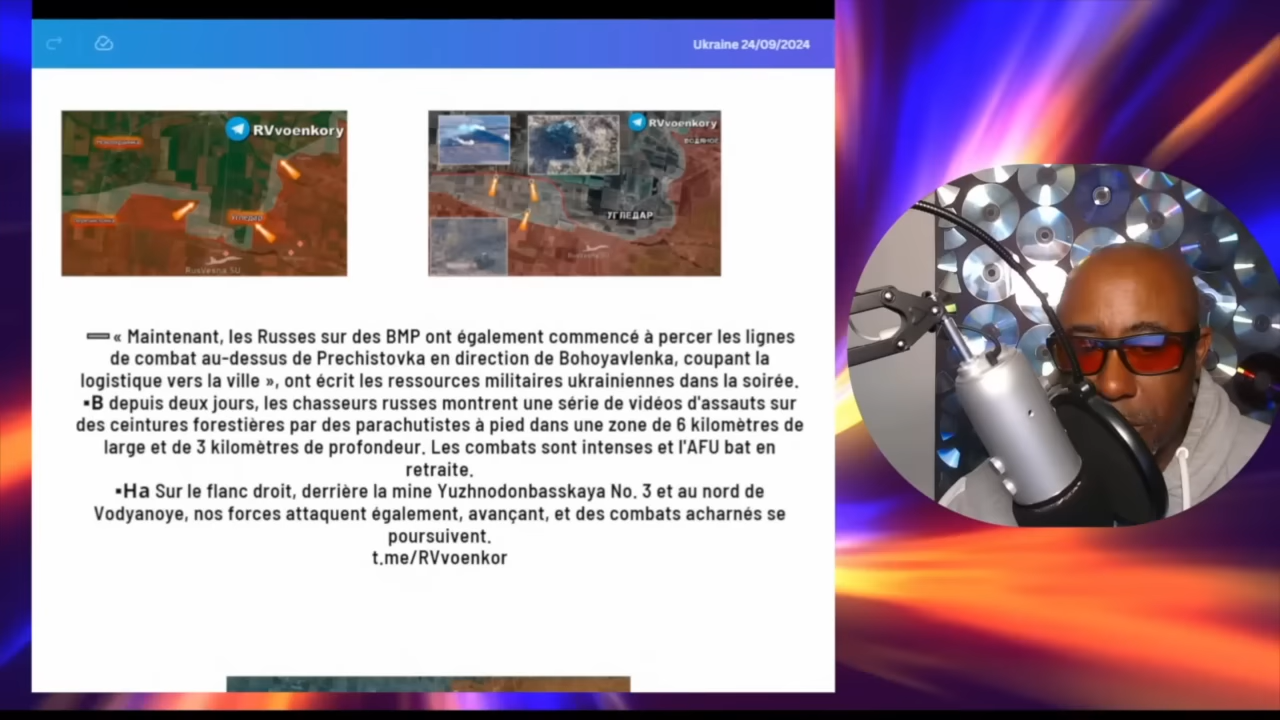 Ukraine 24/09/2024
RVvoenkory
RVvoenkory
УГЛЕДАР
« Maintenant, les Russes sur des BMP ont également commencé à percer les lignes
de combat au-dessus de Prechistovka en direction de Bohoyavlenka, coupant la
logistique vers la ville », ont écrit les ressources militaires ukrainiennes dans la soirée.
▪В depuis deux jours, les chasseurs russes montrent une série de vidéos d'assauts sur
des ceintures forestières par des parachutistes à pied dans une zone de 6 kilomètres de
large et de 3 kilomètres de profondeur. Les combats sont intenses et l'AFU bat en
retraite.
▪На Sur le flanc droit, derrière la mine Yuzhnodonbasskaya No. 3 et au nord de
Vodyanoye, nos forces attaquent également, avançant, et des combats acharnés se
poursuivent.
t.me/RVvoenkor